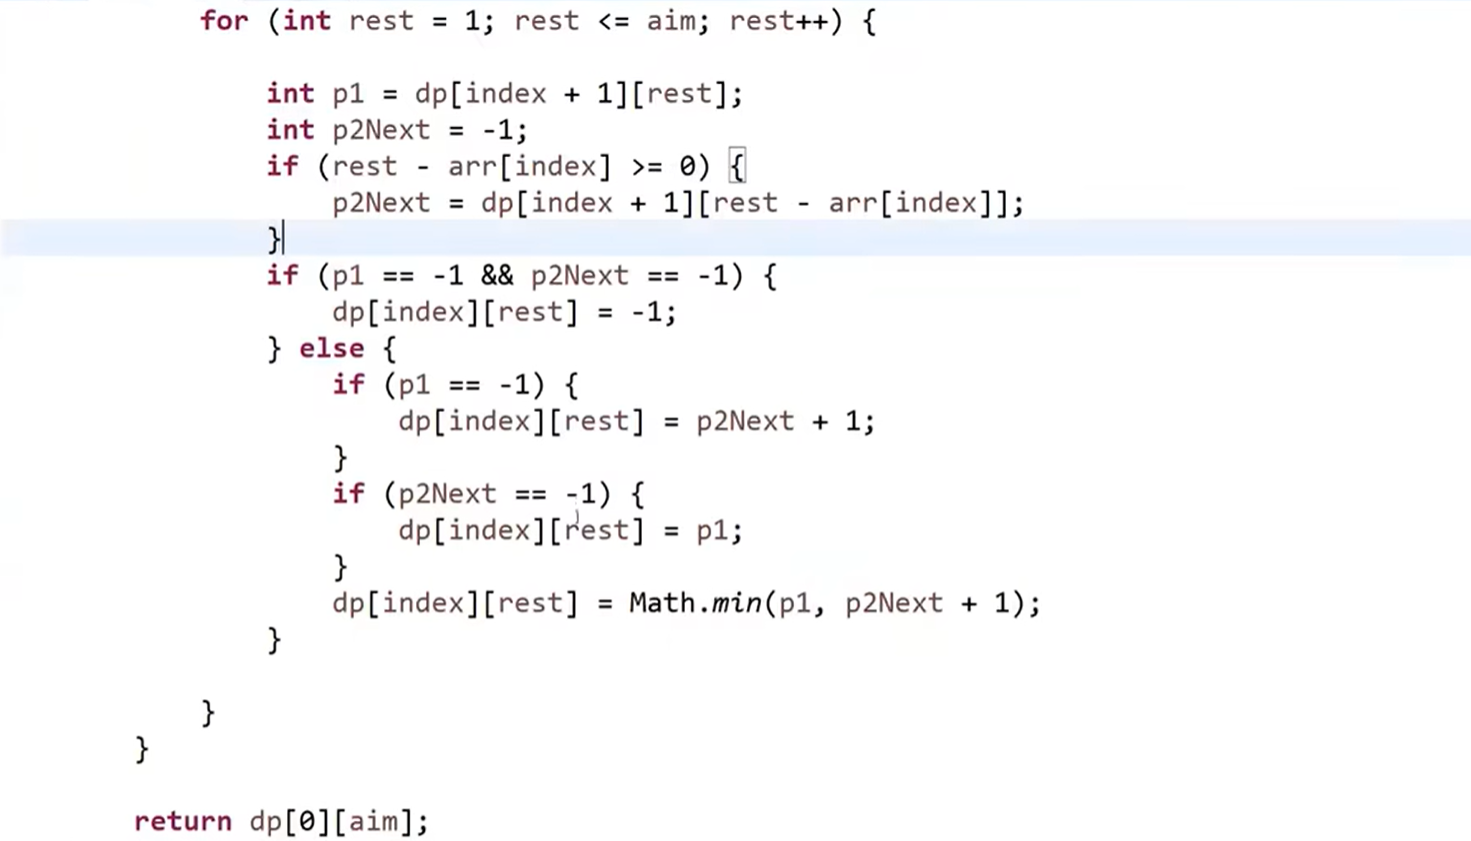 for (int rest = 1; rest <= aim; rest++) {
int p1 = dp[index + 1][rest];
int p2Next = -1;
if (rest - arr[index] >= 0) {
p2Next = dp[index + 1][rest - arr[index]];
}
if (p1 == -1 && p2Next == -1) {
dp[index][rest] = -1;
} else {
if (p1 == -1) {
dp[index][rest] = p2Next + 1;
}
if (p2Next == -1) {
dp[index][rest] = p1;
}
dp[index][rest] = Math.min(p1, p2Next + 1);
}
}
}
return dp[0][aim];